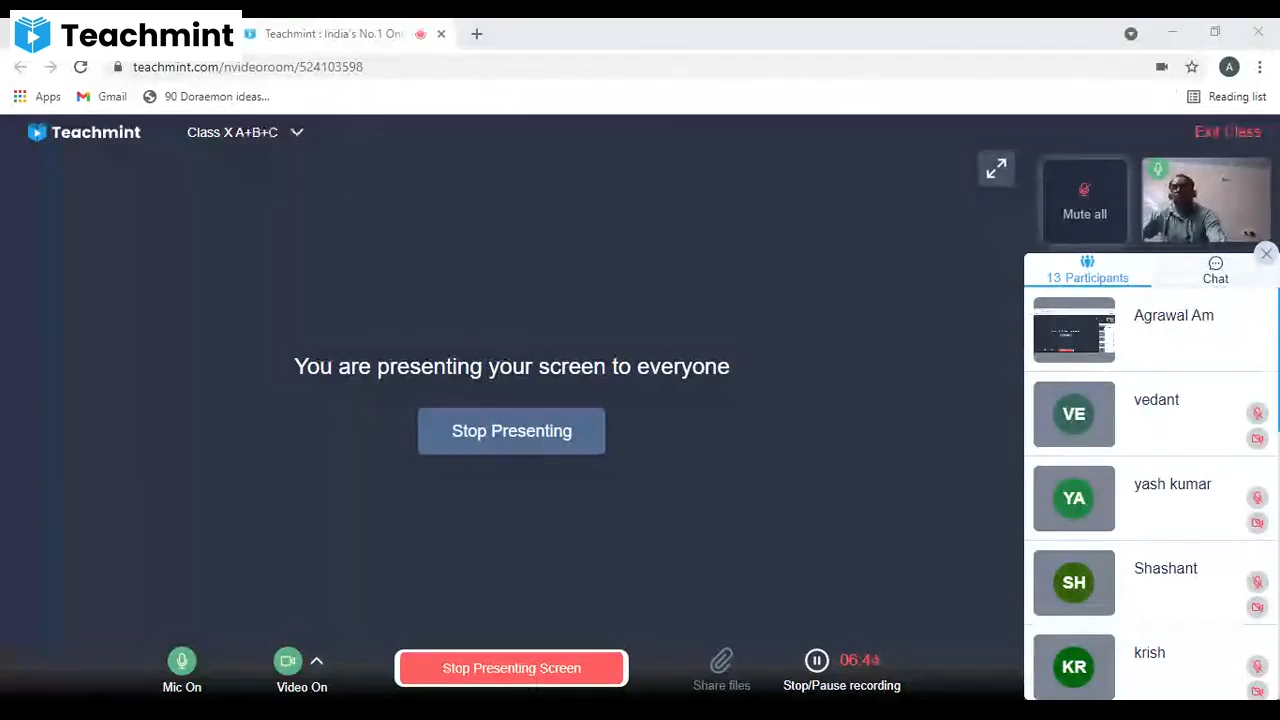 Teachmint
Teachmint : India's No.1 On
teachmint.com/nvideoroom/524103598
A
Apps
Gmail
90 Doraemon ideas...
Reading list
Teachmint
Class X A+B+C
Exit Class
Mute all
13 Participants
Chat
Agrawal Am
You are presenting your screen to everyone
VE
vedant
Stop Presenting
YA
yash kumar
SH
Shashant
KR
krish
Mic On
Video On
Stop Presenting Screen
Share files
06:44
Stop/Pause recording